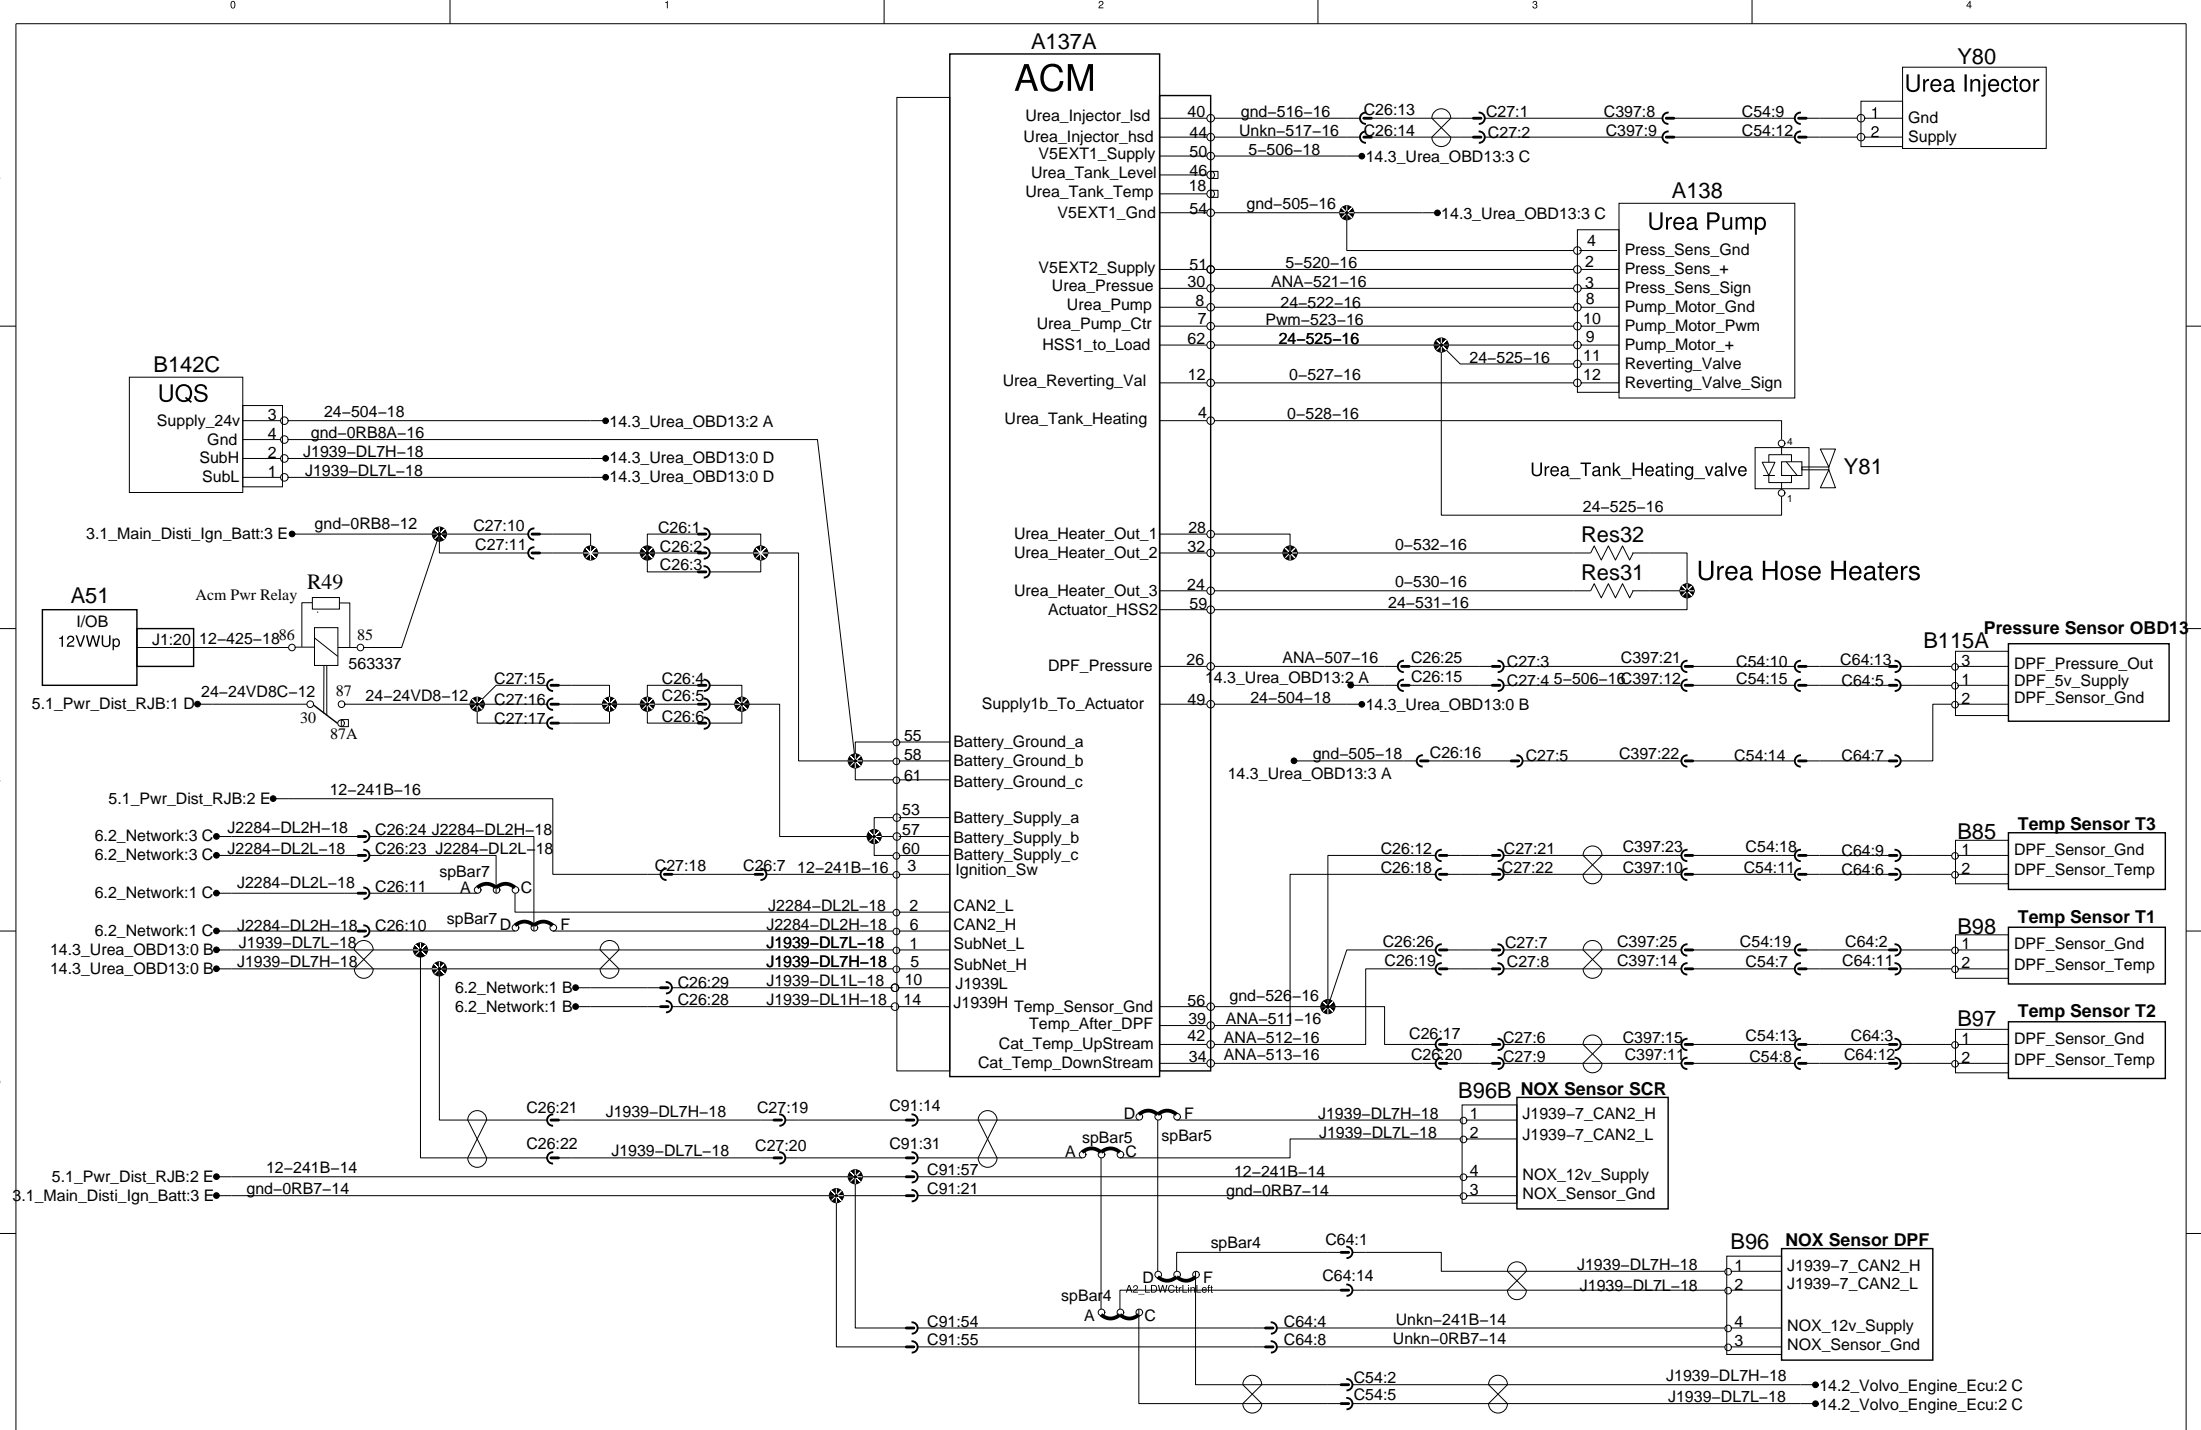 0 1 2 3 4
A137A
ACM
Urea_Injector_lsd 40 gnd-516-16 C26:13 C27:1 C397:8 C54:9
Urea_Injector_hsd 44 Unkn-517-16 C26:14 C27:2 C397:9 C54:12
V5EXT1_Supply 50 5-506-18 14.3_Urea_OBD13:3 C
Urea_Tank_Level 46
Urea_Tank_Temp 18
V5EXT1_Gnd 54 gnd-505-16 14.3_Urea_OBD13:3 C
V5EXT2_Supply 51 5-520-16
Urea_Pressue 30 ANA-521-16
Urea_Pump 8 24-522-16
Urea_Pump_Ctr 7 Pwm-523-16
HSS1_to_Load 62 24-525-16
24-525-16
Urea_Reverting_Val 12 0-527-16
Urea_Tank_Heating 4 0-528-16
Y80
Urea Injector
1 Gnd
2 Supply
A138
Urea Pump
4 Press_Sens_Gnd
2 Press_Sens_+
3 Press_Sens_Sign
8 Pump_Motor_Gnd
10 Pump_Motor_Pwm
9 Pump_Motor_+
11 Reverting_Valve
12 Reverting_Valve_Sign
4
Urea_Tank_Heating_valve Y81
1
24-525-16
B142C
UQS
Supply_24v 3 24-504-18 14.3_Urea_OBD13:2 A
Gnd 4 gnd-0RB8A-16
SubH 2 J1939-DL7H-18 14.3_Urea_OBD13:0 D
SubL 1 J1939-DL7L-18 14.3_Urea_OBD13:0 D
3.1_Main_Disti_Ign_Batt:3 E gnd-0RB8-12 C27:10 C26:1
C27:11 C26:2
C26:3
Urea_Heater_Out_1 28
Urea_Heater_Out_2 32 0-532-16 Res32
Urea Hose Heaters
Urea_Heater_Out_3 24 0-530-16 Res31
Actuator_HSS2 59 24-531-16
R49
Acm Pwr Relay
A51
I/OB
12VWUp J1:20 12-425-18 86 85
563337
5.1_Pwr_Dist_RJB:1 D 24-24VD8C-12 30 87 24-24VD8-12
87A
C27:15 C26:4
C27:16 C26:5
C27:17 C26:6
DPF_Pressure 26 ANA-507-16 C26:25 C27:3 C397:21 C54:10 C64:13
14.3_Urea_OBD13:2 A C26:15 C27:4 5-506-16 C397:12 C54:15 C64:5
Supply1b_To_Actuator 49 24-504-18 14.3_Urea_OBD13:0 B
B115A Pressure Sensor OBD13
3 DPF_Pressure_Out
1 DPF_5v_Supply
2 DPF_Sensor_Gnd
gnd-505-18 C26:16 C27:5 C397:22 C54:14 C64:7
14.3_Urea_OBD13:3 A
55 Battery_Ground_a
58 Battery_Ground_b
61 Battery_Ground_c
5.1_Pwr_Dist_RJB:2 E 12-241B-16
53 Battery_Supply_a
57 Battery_Supply_b
60 Battery_Supply_c
6.2_Network:3 C J2284-DL2H-18 C26:24 J2284-DL2H-18
6.2_Network:3 C J2284-DL2L-18 C26:23 J2284-DL2L-18
C27:18 C26:7 12-241B-16 3 Ignition_Sw
6.2_Network:1 C J2284-DL2L-18 C26:11 A spBar7 C
J2284-DL2L-18 2 CAN2_L
6.2_Network:1 C J2284-DL2H-18 C26:10 spBar7 D F J2284-DL2H-18 6 CAN2_H
14.3_Urea_OBD13:0 B J1939-DL7L-18 J1939-DL7L-18 1 SubNet_L
14.3_Urea_OBD13:0 B J1939-DL7H-18 J1939-DL7H-18 5 SubNet_H
6.2_Network:1 B C26:29 J1939-DL1L-18 10 J1939L
6.2_Network:1 B C26:28 J1939-DL1H-18 14 J1939H
Temp_Sensor_Gnd 56 gnd-526-16
Temp_After_DPF 39 ANA-511-16
Cat_Temp_UpStream 42 ANA-512-16
Cat_Temp_DownStream 34 ANA-513-16
B85 Temp Sensor T3
C26:12 C27:21 C397:23 C54:18 C64:9 1 DPF_Sensor_Gnd
C26:18 C27:22 C397:10 C54:11 C64:6 2 DPF_Sensor_Temp
B98 Temp Sensor T1
C26:26 C27:7 C397:25 C54:19 C64:2 1 DPF_Sensor_Gnd
C26:19 C27:8 C397:14 C54:7 C64:11 2 DPF_Sensor_Temp
B97 Temp Sensor T2
C26:17 C27:6 C397:15 C54:13 C64:3 1 DPF_Sensor_Gnd
C26:20 C27:9 C397:11 C54:8 C64:12 2 DPF_Sensor_Temp
B96B NOX Sensor SCR
C26:21 J1939-DL7H-18 C27:19 C91:14 D F J1939-DL7H-18 1 J1939-7_CAN2_H
spBar5
C26:22 J1939-DL7L-18 C27:20 C91:31 A spBar5 C J1939-DL7L-18 2 J1939-7_CAN2_L
5.1_Pwr_Dist_RJB:2 E 12-241B-14 C91:57 12-241B-14 4 NOX_12v_Supply
3.1_Main_Disti_Ign_Batt:3 E gnd-0RB7-14 C91:21 gnd-0RB7-14 3 NOX_Sensor_Gnd
B96 NOX Sensor DPF
spBar4 C64:1
D F J1939-DL7H-18 1 J1939-7_CAN2_H
A2_LDWCtrLinLeft C64:14 J1939-DL7L-18 2 J1939-7_CAN2_L
spBar4
A C
C91:54 C64:4 Unkn-241B-14 4 NOX_12v_Supply
C91:55 C64:8 Unkn-0RB7-14 3 NOX_Sensor_Gnd
C54:2 J1939-DL7H-18 14.2_Volvo_Engine_Ecu:2 C
C54:5 J1939-DL7L-18 14.2_Volvo_Engine_Ecu:2 C